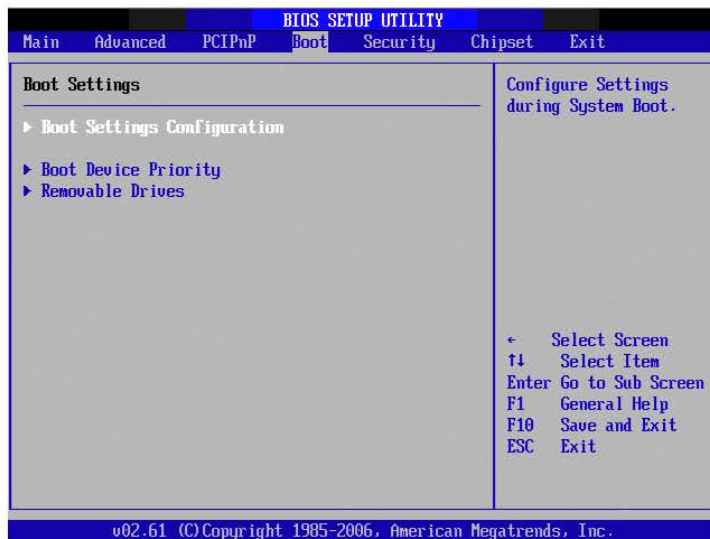 BIOS SETUP UTILITY
Main Advanced PCIPnP Boot Security Chipset Exit
Boot Settings
▶ Boot Settings Configuration
▶ Boot Device Priority
▶ Removable Drives
Configure Settings
during System Boot.
← Select Screen
↑↓ Select Item
Enter Go to Sub Screen
F1 General Help
F10 Save and Exit
ESC Exit
v02.61 (C)Copyright 1985-2006, American Megatrends, Inc.